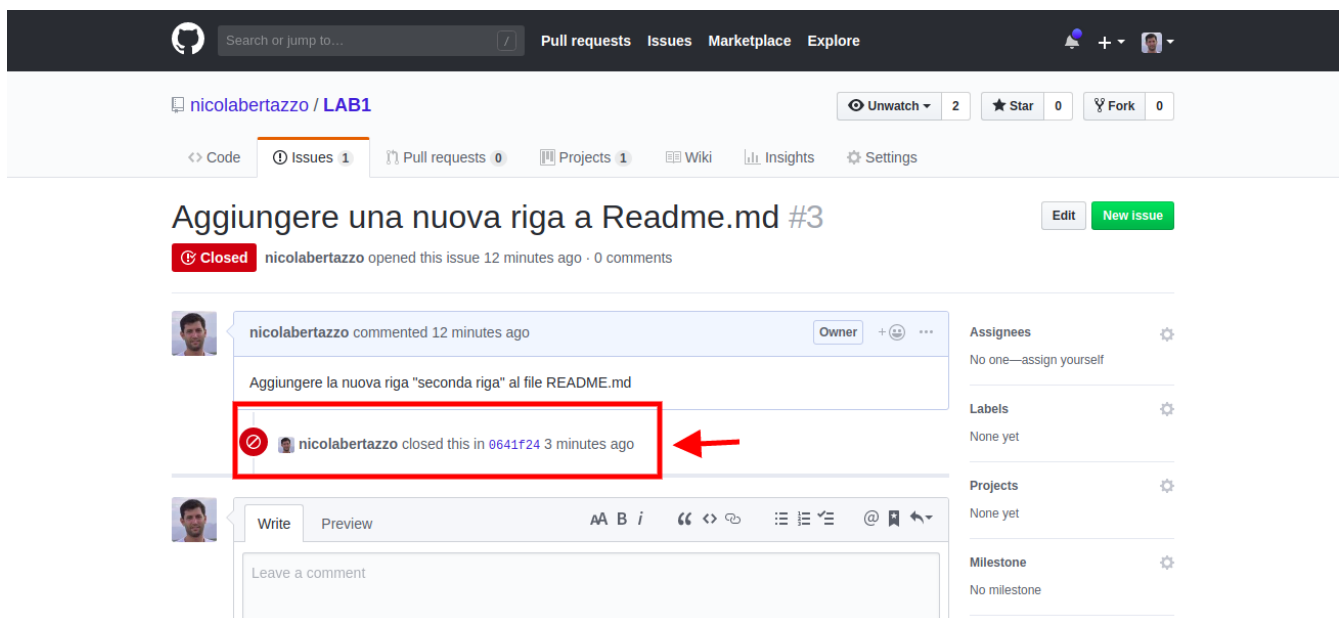 Search or jump to... / Pull requests Issues Marketplace Explore
nicolabertazzo / LAB1 Unwatch 2 Star 0 Fork 0
Code Issues 1 Pull requests 0 Projects 1 Wiki Insights Settings
Aggiungere una nuova riga a Readme.md #3 Edit New issue
Closed nicolabertazzo opened this issue 12 minutes ago · 0 comments
nicolabertazzo commented 12 minutes ago Owner
Aggiungere la nuova riga "seconda riga" al file README.md
nicolabertazzo closed this in 0641f24 3 minutes ago
Write Preview
Leave a comment
Assignees
No one—assign yourself
Labels
None yet
Projects
None yet
Milestone
No milestone